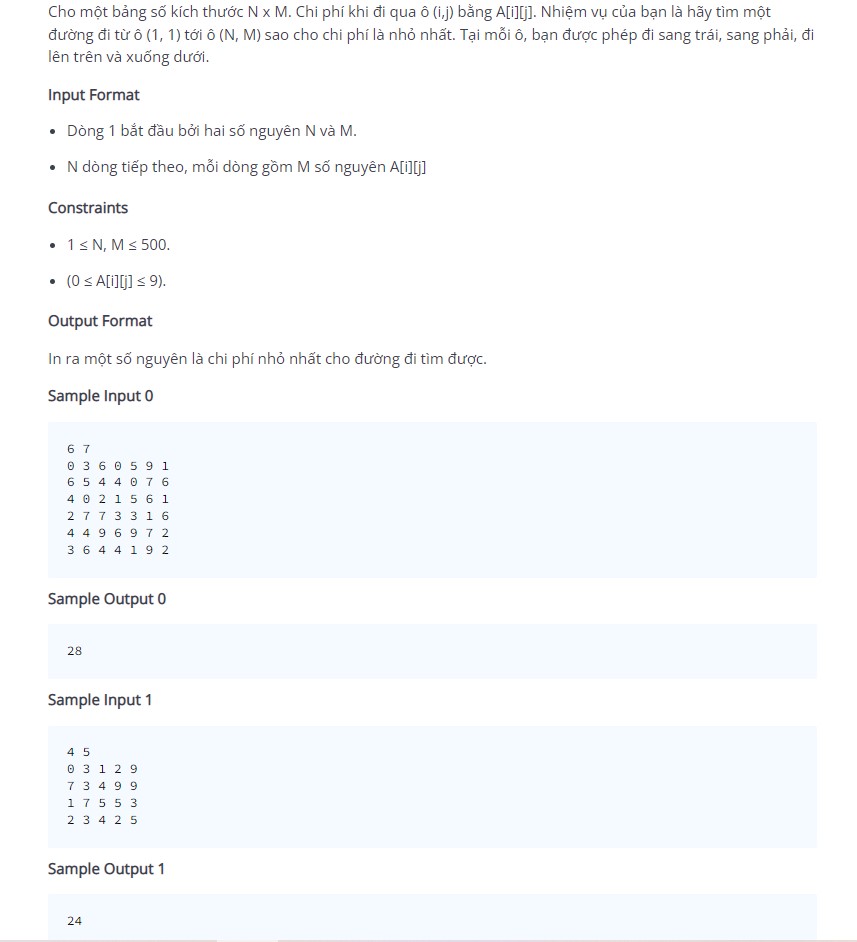 Cho một bảng số kích thước N x M. Chi phí khi đi qua ô (i,j) bằng A[i][j]. Nhiệm vụ của bạn là hãy tìm một
đường đi từ ô (1, 1) tới ô (N, M) sao cho chi phí là nhỏ nhất. Tại mỗi ô, bạn được phép đi sang trái, sang phải, đi
lên trên và xuống dưới.
Input Format
• Dòng 1 bắt đầu bởi hai số nguyên N và M.
• N dòng tiếp theo, mỗi dòng gồm M số nguyên A[i][j]
Constraints
• 1 ≤ N, M ≤ 500.
• (0 ≤ A[i][j] ≤ 9).
Output Format
In ra một số nguyên là chi phí nhỏ nhất cho đường đi tìm được.
Sample Input 0
6 7
0 3 6 0 5 9 1
6 5 4 4 0 7 6
4 0 2 1 5 6 1
2 7 7 3 3 1 6
4 4 9 6 9 7 2
3 6 4 4 1 9 2
Sample Output 0
28
Sample Input 1
4 5
0 3 1 2 9
7 3 4 9 9
1 7 5 5 3
2 3 4 2 5
Sample Output 1
24